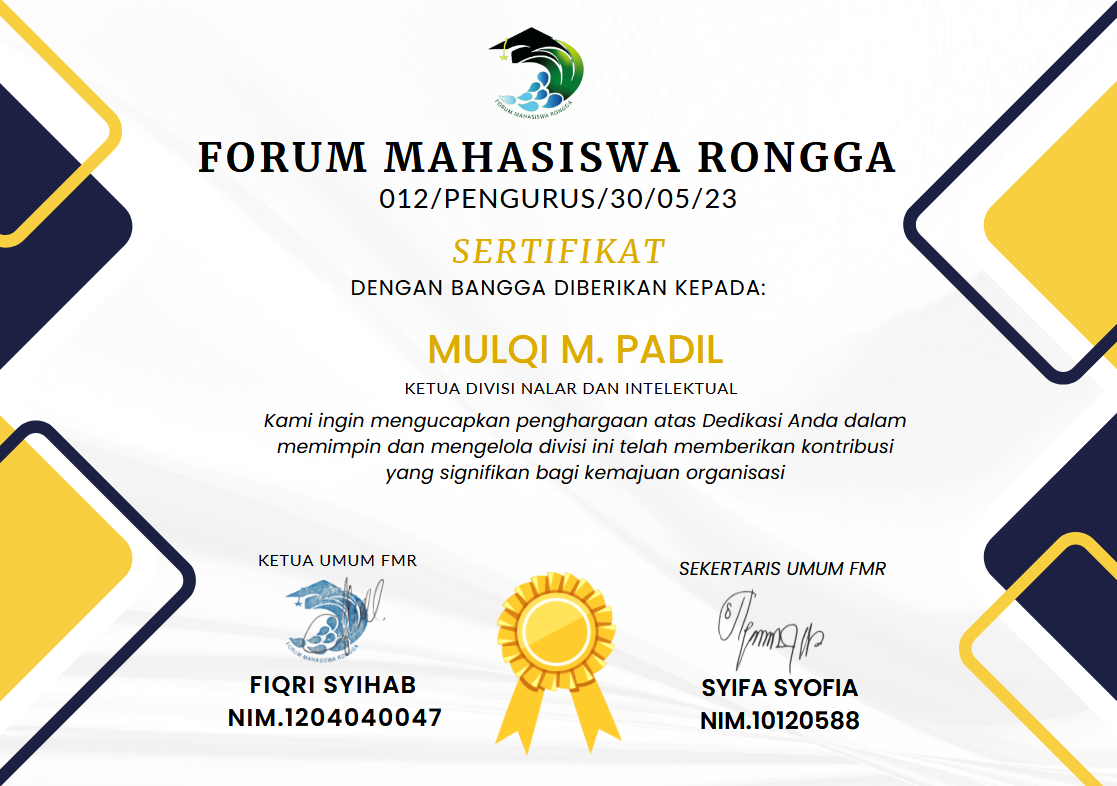 FORUM MAHASISWA RONGGA
FORUM MAHASISWA RONGGA
012/PENGURUS/30/05/23
SERTIFIKAT
DENGAN BANGGA DIBERIKAN KEPADA:
MULQI M. PADIL
KETUA DIVISI NALAR DAN INTELEKTUAL
Kami ingin mengucapkan penghargaan atas Dedikasi Anda dalam
memimpin dan mengelola divisi ini telah memberikan kontribusi
yang signifikan bagi kemajuan organisasi
KETUA UMUM FMR
FORUM MAHASISWA RONGGA
FIQRI SYIHAB
NIM.1204040047
SEKERTARIS UMUM FMR
SYIFA SYOFIA
NIM.10120588